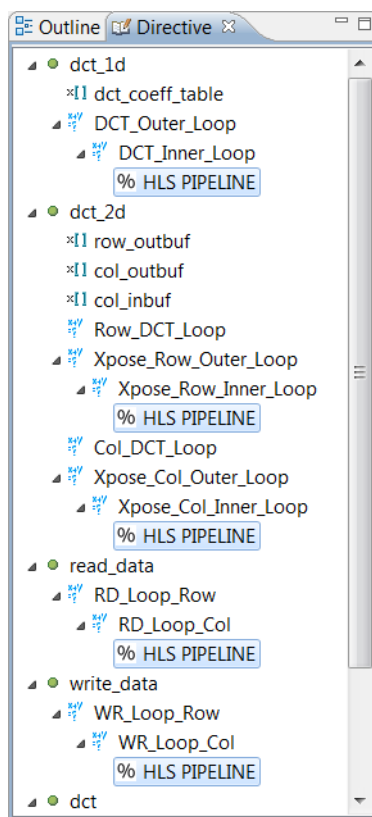 Outline Directive
dct_1d
×[] dct_coeff_table
DCT_Outer_Loop
DCT_Inner_Loop
% HLS PIPELINE
dct_2d
×[] row_outbuf
×[] col_outbuf
×[] col_inbuf
Row_DCT_Loop
Xpose_Row_Outer_Loop
Xpose_Row_Inner_Loop
% HLS PIPELINE
Col_DCT_Loop
Xpose_Col_Outer_Loop
Xpose_Col_Inner_Loop
% HLS PIPELINE
read_data
RD_Loop_Row
RD_Loop_Col
% HLS PIPELINE
write_data
WR_Loop_Row
WR_Loop_Col
% HLS PIPELINE
dct